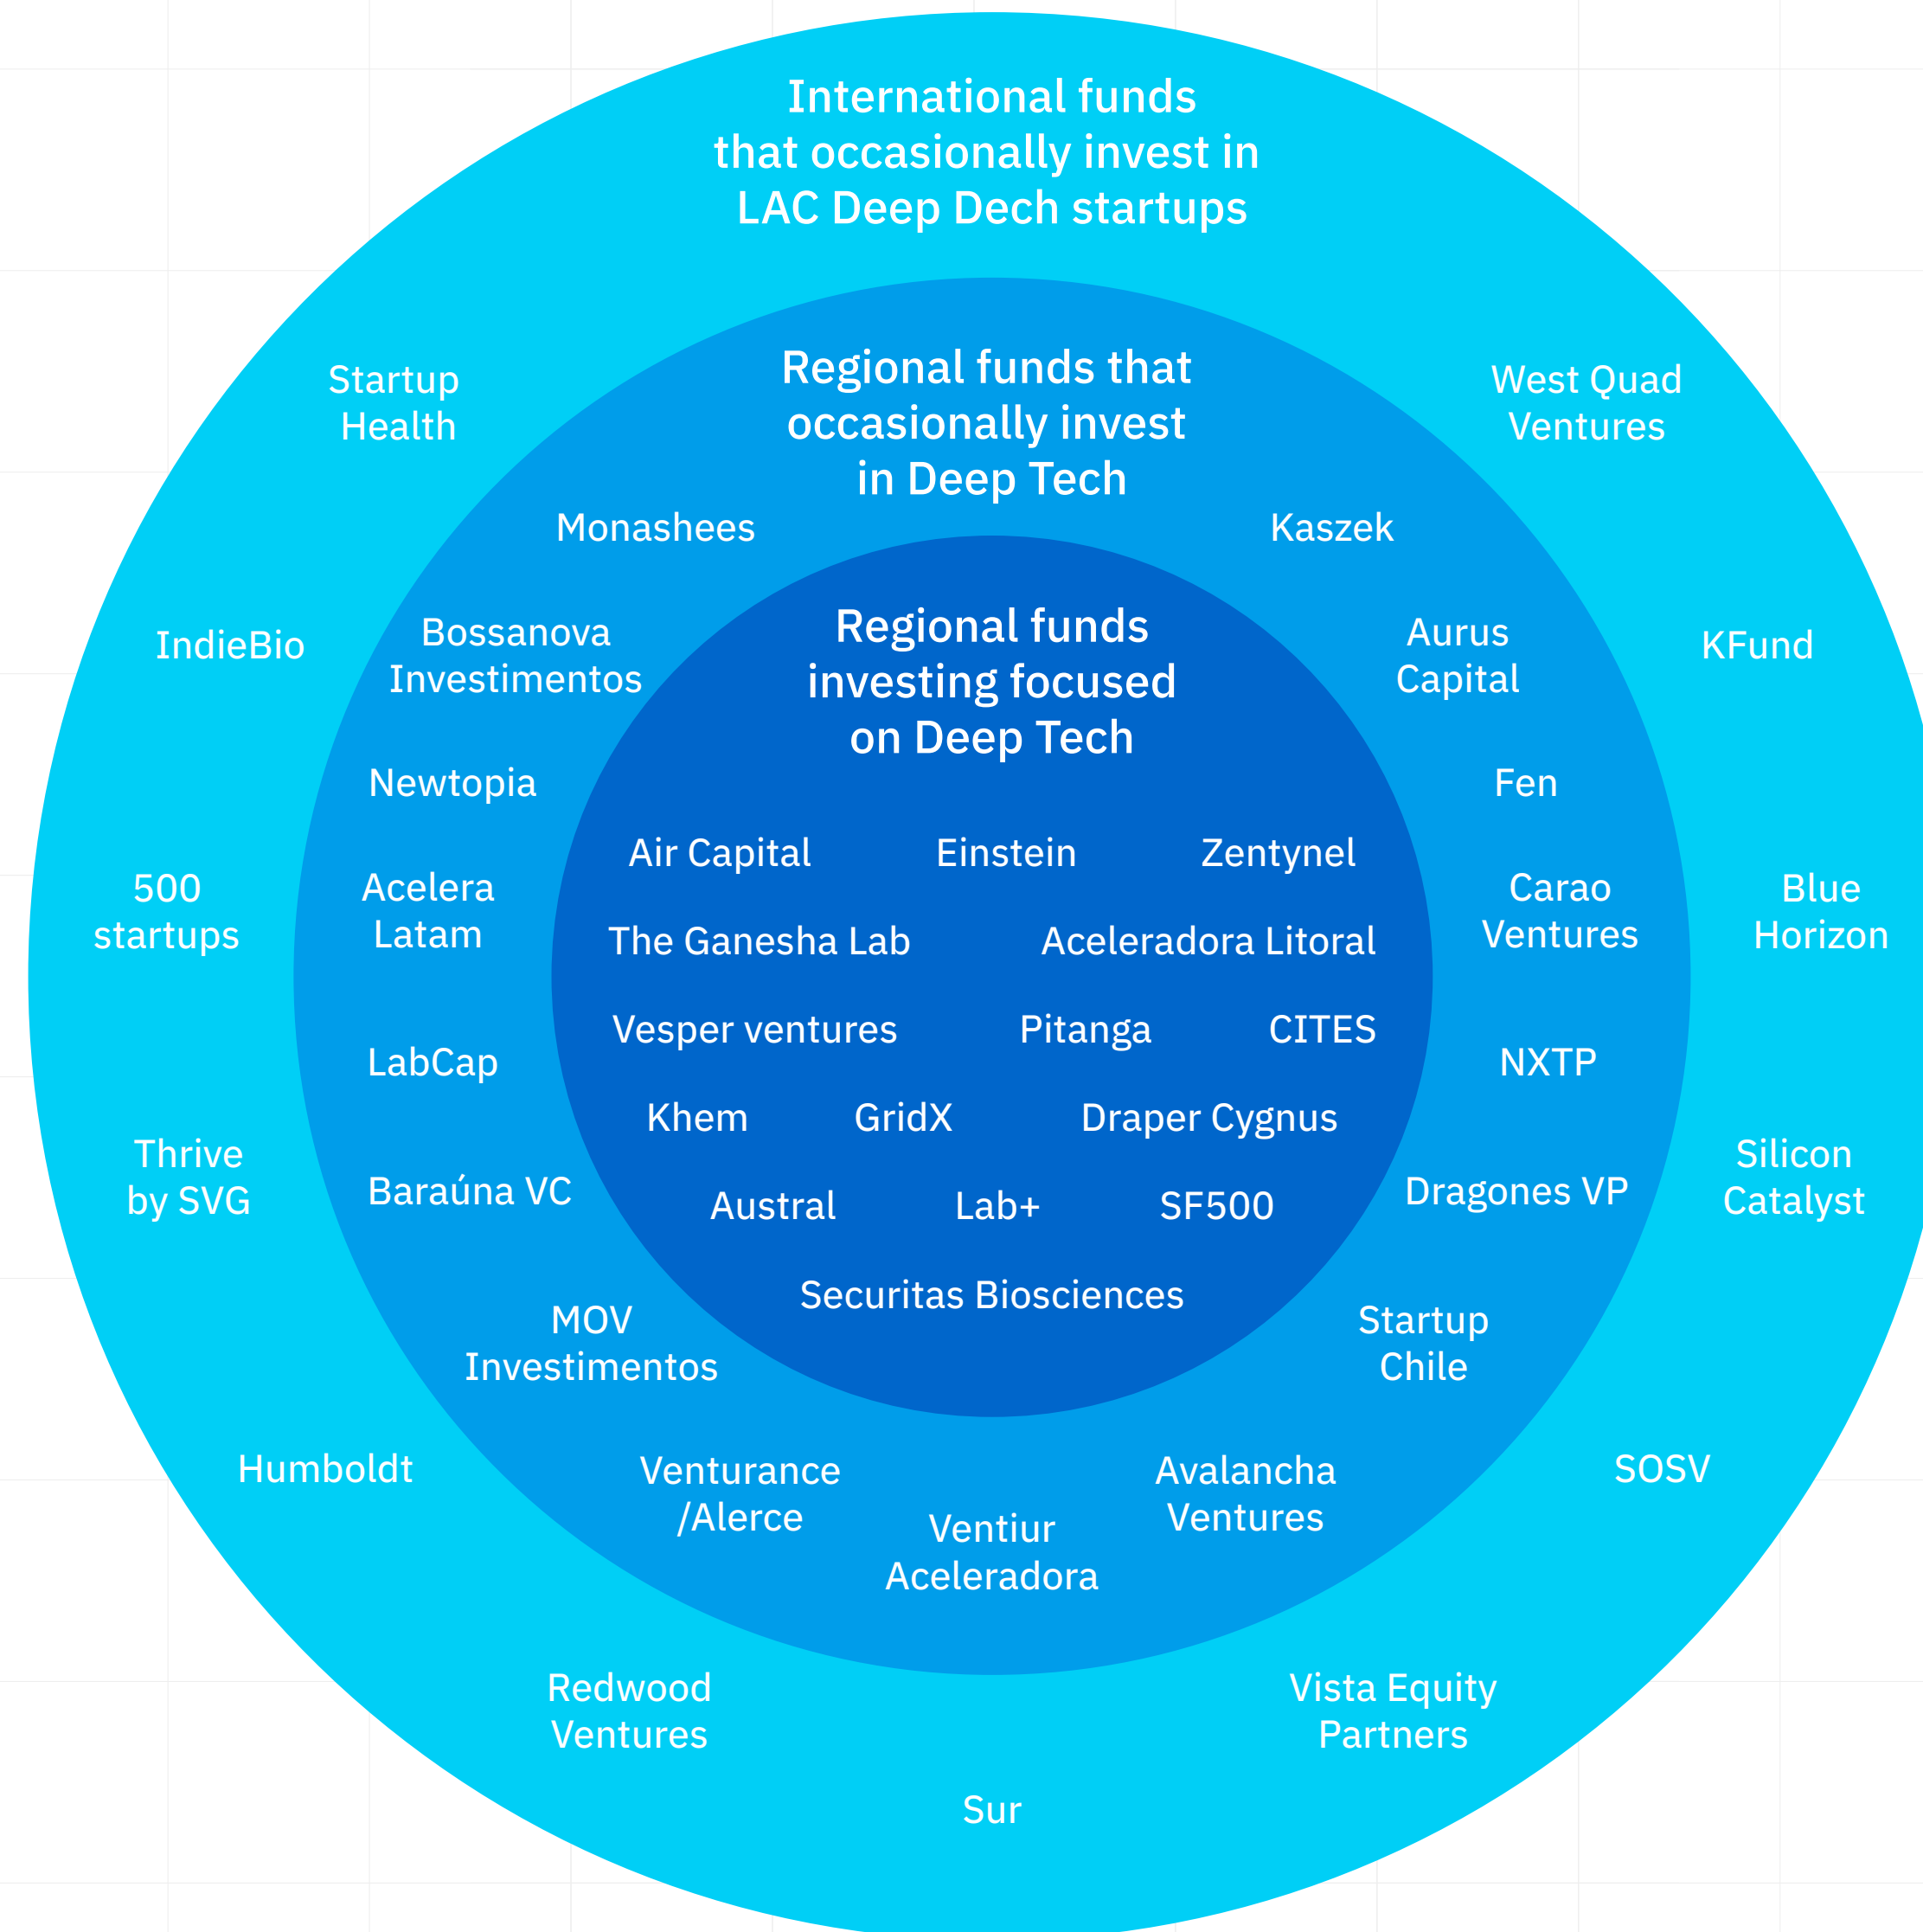 International funds
that occasionally invest in
LAC Deep Dech startups
Startup
Health
West Quad
Ventures
IndieBio
KFund
500
startups
Blue
Horizon
Thrive
by SVG
Silicon
Catalyst
Humboldt
SOSV
Redwood
Ventures
Vista Equity
Partners
Sur
Regional funds that
occasionally invest
in Deep Tech
Monashees
Kaszek
Bossanova
Investimentos
Aurus
Capital
Newtopia
Fen
Acelera
Latam
Carao
Ventures
LabCap
NXTP
Baraúna VC
Dragones VP
MOV
Investimentos
Startup
Chile
Venturance
/Alerce
Avalancha
Ventures
Ventiur
Aceleradora
Regional funds
investing focused
on Deep Tech
Air Capital
Einstein
Zentynel
The Ganesha Lab
Aceleradora Litoral
Vesper ventures
Pitanga
CITES
Khem
GridX
Draper Cygnus
Austral
Lab+
SF500
Securitas Biosciences